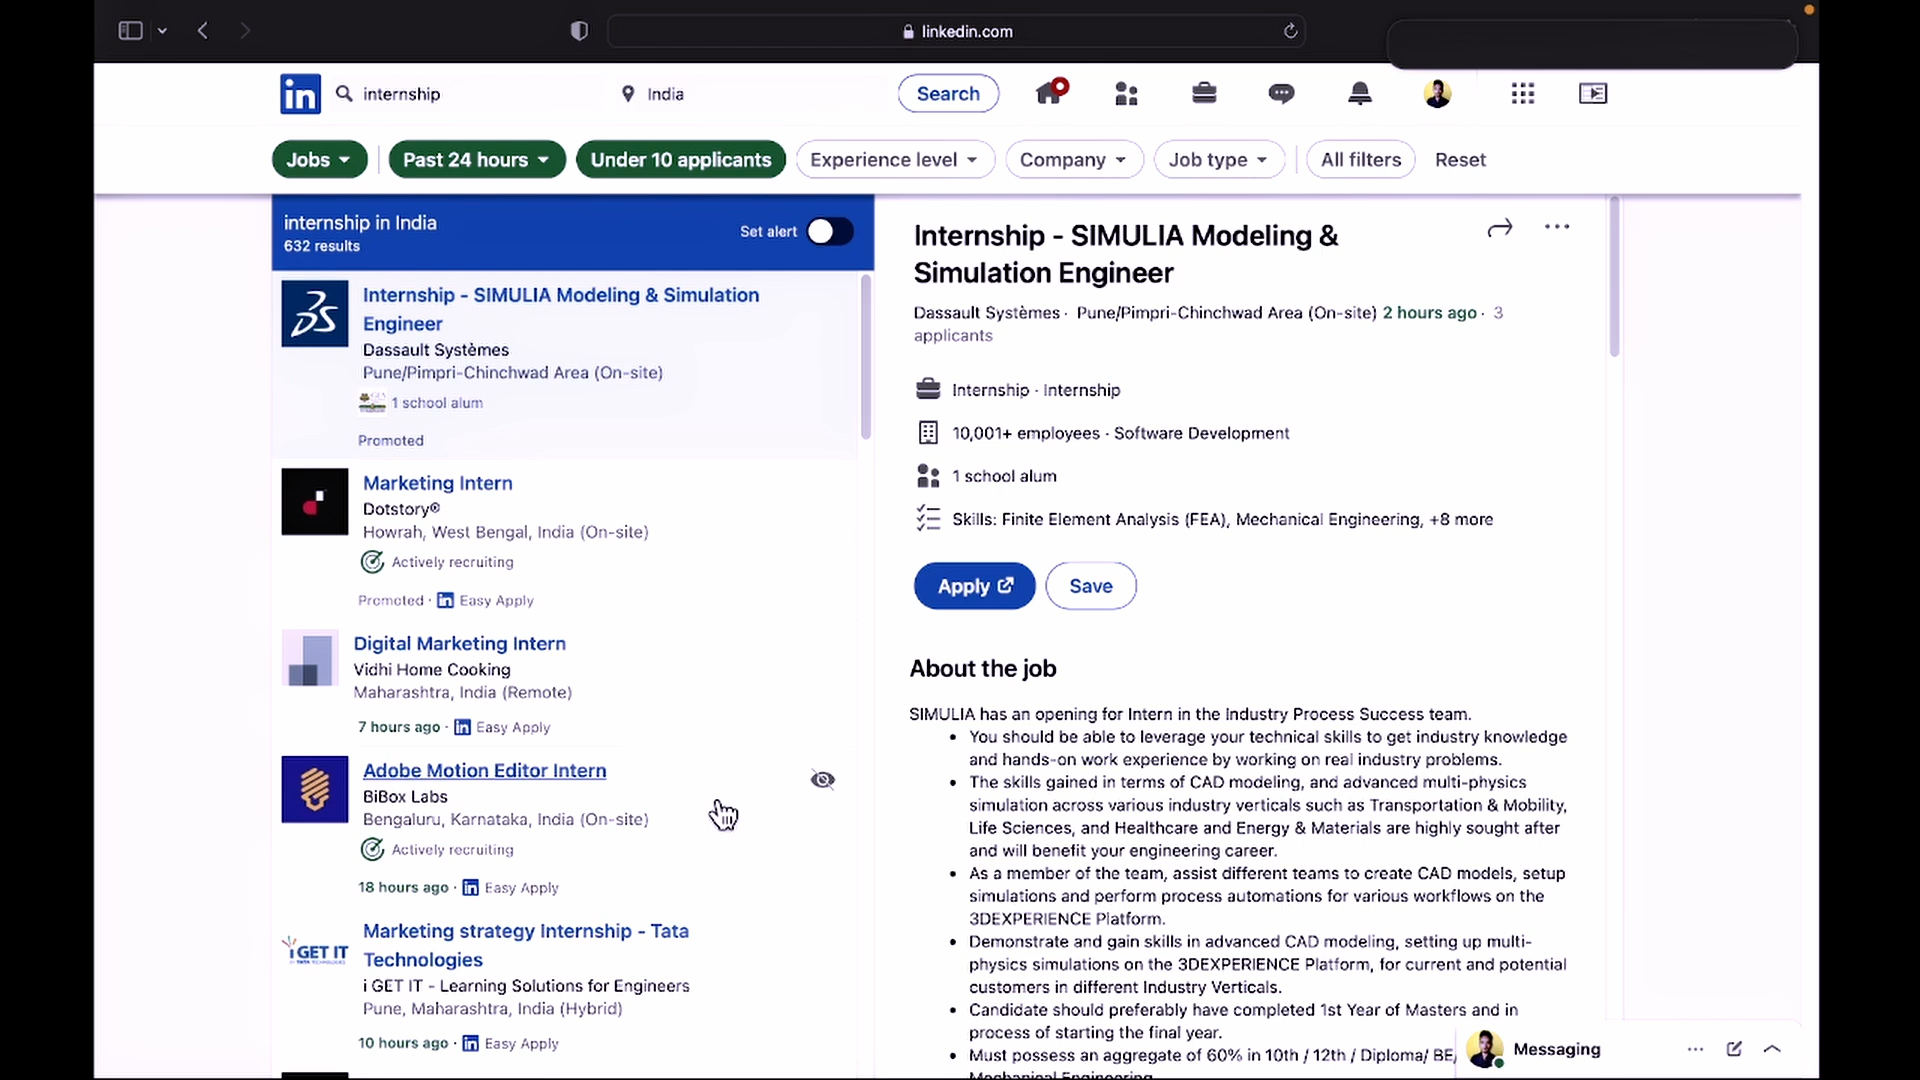 linkedin.com
in internship India Search
Jobs Past 24 hours Under 10 applicants Experience level Company Job type All filters Reset
internship in India
632 results
Set alert
Internship - SIMULIA Modeling & Simulation
Engineer
Dassault Systèmes
Pune/Pimpri-Chinchwad Area (On-site)
1 school alum
Promoted
Marketing Intern
Dotstory®
Howrah, West Bengal, India (On-site)
Actively recruiting
Promoted · in Easy Apply
Digital Marketing Intern
Vidhi Home Cooking
Maharashtra, India (Remote)
7 hours ago · in Easy Apply
Adobe Motion Editor Intern
BiBox Labs
Bengaluru, Karnataka, India (On-site)
Actively recruiting
18 hours ago · in Easy Apply
iGET IT
Marketing strategy Internship - Tata
Technologies
i GET IT - Learning Solutions for Engineers
Pune, Maharashtra, India (Hybrid)
10 hours ago · in Easy Apply
Internship - SIMULIA Modeling &
Simulation Engineer
Dassault Systèmes · Pune/Pimpri-Chinchwad Area (On-site) 2 hours ago · 3
applicants
Internship · Internship
10,001+ employees · Software Development
1 school alum
Skills: Finite Element Analysis (FEA), Mechanical Engineering, +8 more
Apply Save
About the job
SIMULIA has an opening for Intern in the Industry Process Success team.
• You should be able to leverage your technical skills to get industry knowledge
and hands-on work experience by working on real industry problems.
• The skills gained in terms of CAD modeling, and advanced multi-physics
simulation across various industry verticals such as Transportation & Mobility,
Life Sciences, and Healthcare and Energy & Materials are highly sought after
and will benefit your engineering career.
• As a member of the team, assist different teams to create CAD models, setup
simulations and perform process automations for various workflows on the
3DEXPERIENCE Platform.
• Demonstrate and gain skills in advanced CAD modeling, setting up multi-
physics simulations on the 3DEXPERIENCE Platform, for current and potential
customers in different Industry Verticals.
• Candidate should preferably have completed 1st Year of Masters and in
process of starting the final year.
• Must possess an aggregate of 60% in 10th / 12th / Diploma/ BE/
Mechanical Engineering
Messaging